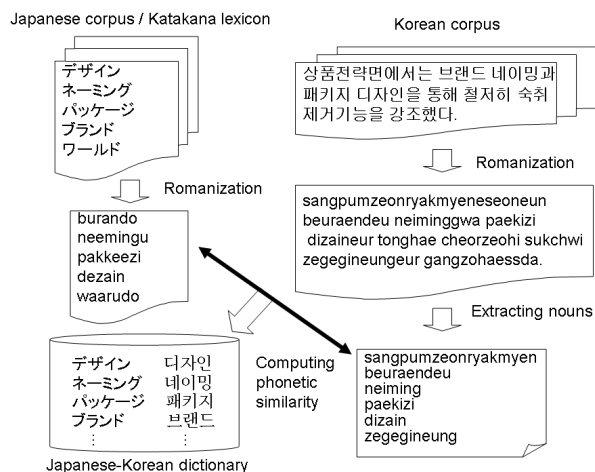 Japanese corpus / Katakana lexicon
デザイン
ネーミング
パッケージ
ブランド
ワールド
Romanization
burando
neemingu
pakkeezi
dezain
waarudo
Korean corpus
상품전략면에서는 브랜드 네이밍과
패키지 디자인을 통해 철저히 숙취
제거기능을 강조했다.
Romanization
sangpumzeonryakmyeneseoneun
beuraendeu neiminggwa paekizi
dizaineur tonghae cheorzeohi sukchwi
zegegineungeur gangzohaessda.
Extracting nouns
sangpumzeonryakmyen
beuraendeu
neiming
paekizi
dizain
zegegineung
Computing
phonetic
similarity
デザイン 디자인
ネーミング 네이밍
パッケージ 패키지
ブランド 브랜드
⋮ ⋮
Japanese-Korean dictionary